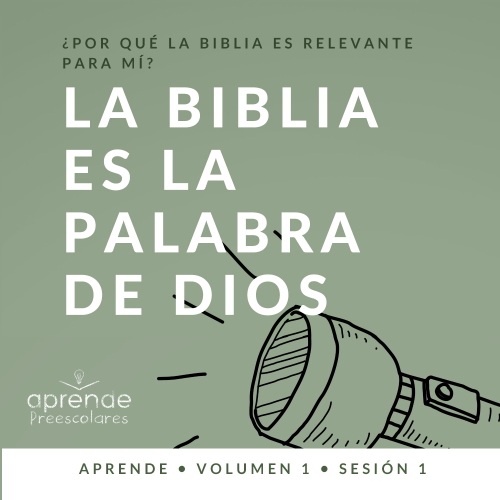 ¿POR QUÉ LA BIBLIA ES RELEVANTE
PARA MÍ?
LA BIBLIA
ES LA
PALABRA
DE DIOS
aprende
Preescolares
APRENDE • VOLUMEN 1 • SESIÓN 1